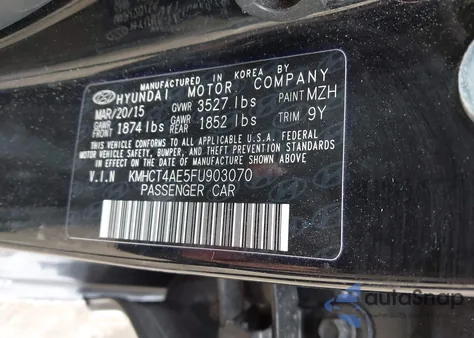 MANUFACTURED IN KOREA BY
HYUNDAI MOTOR COMPANY
MAR/20/15 GVWR 3527 lbs PAINT MZH
GAWR FRONT 1874 lbs GAWR REAR 1852 lbs TRIM 9Y
THIS VEHICLE CONFORMS TO ALL APPLICABLE U.S.A. FEDERAL
MOTOR VEHICLE SAFETY, BUMPER, AND THEFT PREVENTION STANDARDS
IN EFFECT ON THE DATE OF MANUFACTURE SHOWN ABOVE.
V.I.N KMHCT4AE5FU903070
PASSENGER CAR
autoSnap